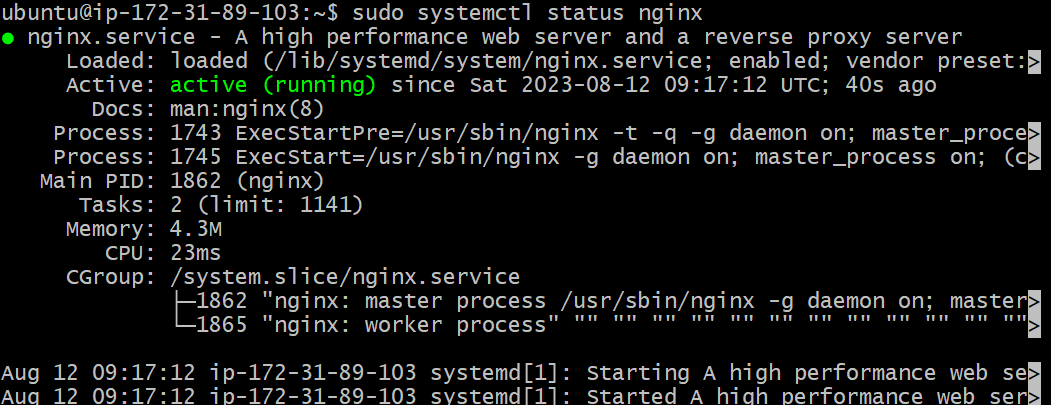 ubuntu@ip-172-31-89-103:~$ sudo systemctl status nginx
● nginx.service - A high performance web server and a reverse proxy server
     Loaded: loaded (/lib/systemd/system/nginx.service; enabled; vendor preset:>
     Active: active (running) since Sat 2023-08-12 09:17:12 UTC; 40s ago
       Docs: man:nginx(8)
    Process: 1743 ExecStartPre=/usr/sbin/nginx -t -q -g daemon on; master_proce>
    Process: 1745 ExecStart=/usr/sbin/nginx -g daemon on; master_process on; (c>
   Main PID: 1862 (nginx)
      Tasks: 2 (limit: 1141)
     Memory: 4.3M
        CPU: 23ms
     CGroup: /system.slice/nginx.service
             ├─1862 "nginx: master process /usr/sbin/nginx -g daemon on; master>
             └─1865 "nginx: worker process" "" "" "" "" "" "" "" "" "" "" "" "">
Aug 12 09:17:12 ip-172-31-89-103 systemd[1]: Starting A high performance web se>
Aug 12 09:17:12 ip-172-31-89-103 systemd[1]: Started A high performance web ser>